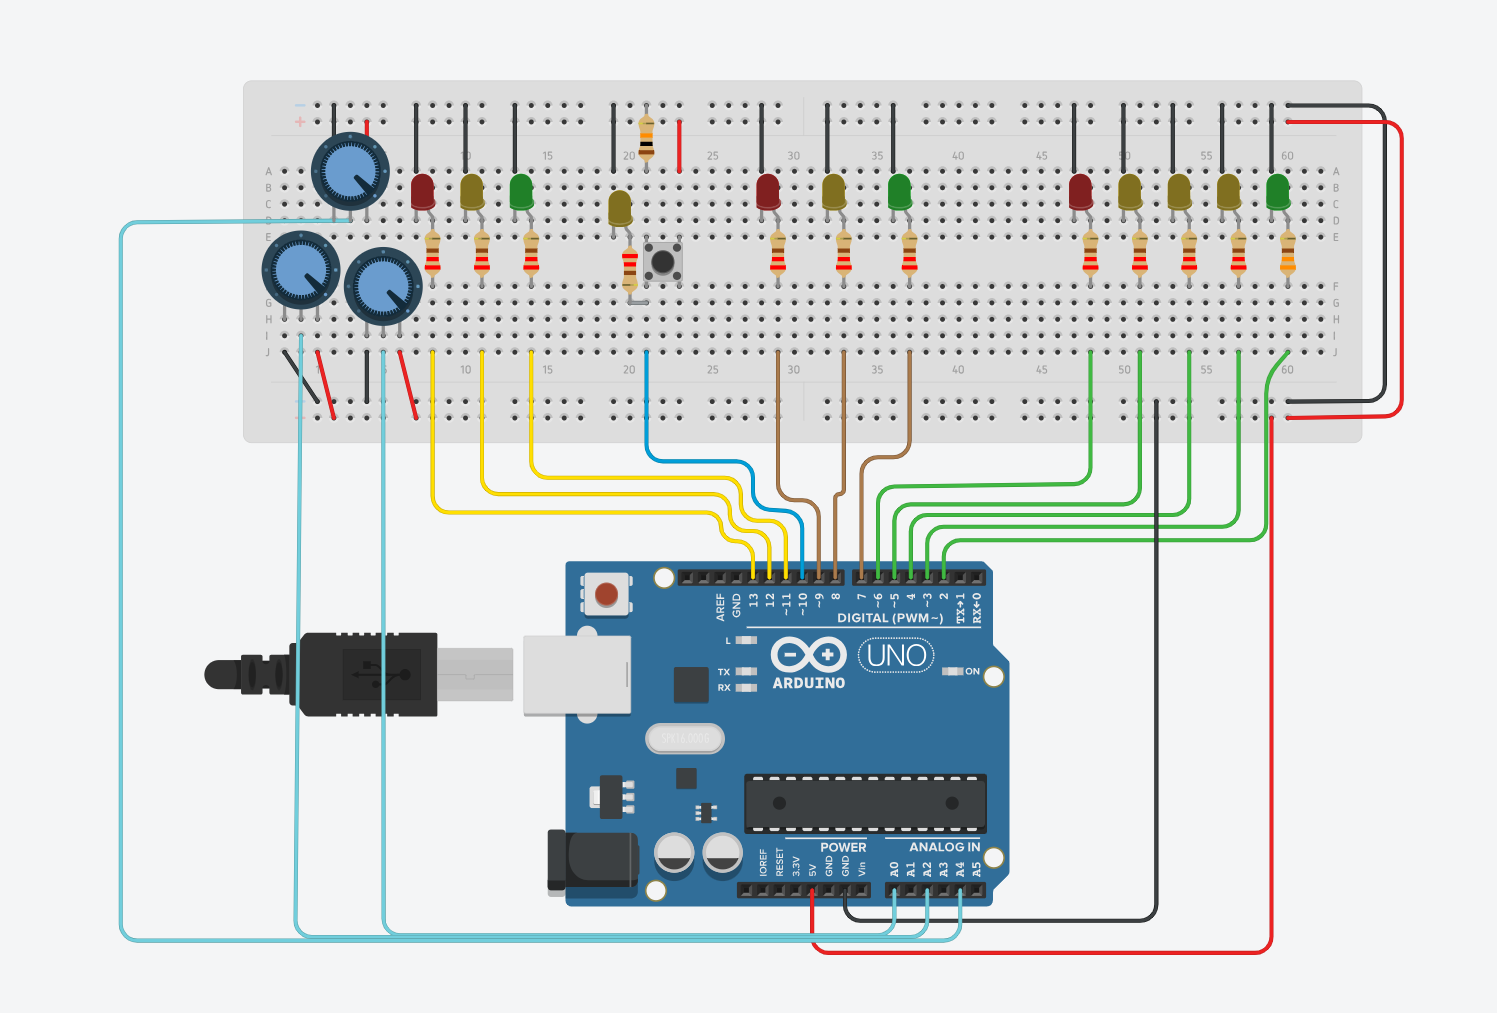 − 
+
10 15 20 25 30 35 40 45 50 55 60
A A
B B
C C
D D
E E
F
G G
H H
I I
J J
1 5 10 15 20 25 30 35 40 45 50 55 60
AREF GND 13 12 ~11 ~10 ~9 8 7 ~6 ~5 4 ~3 2 TX→1 RX←0
DIGITAL (PWM~)
L
TX
RX
UNO
ARDUINO
ON
SPK16.000G
POWER ANALOG IN
IOREF RESET 3.3V 5V GND GND Vin A0 A1 A2 A3 A4 A5